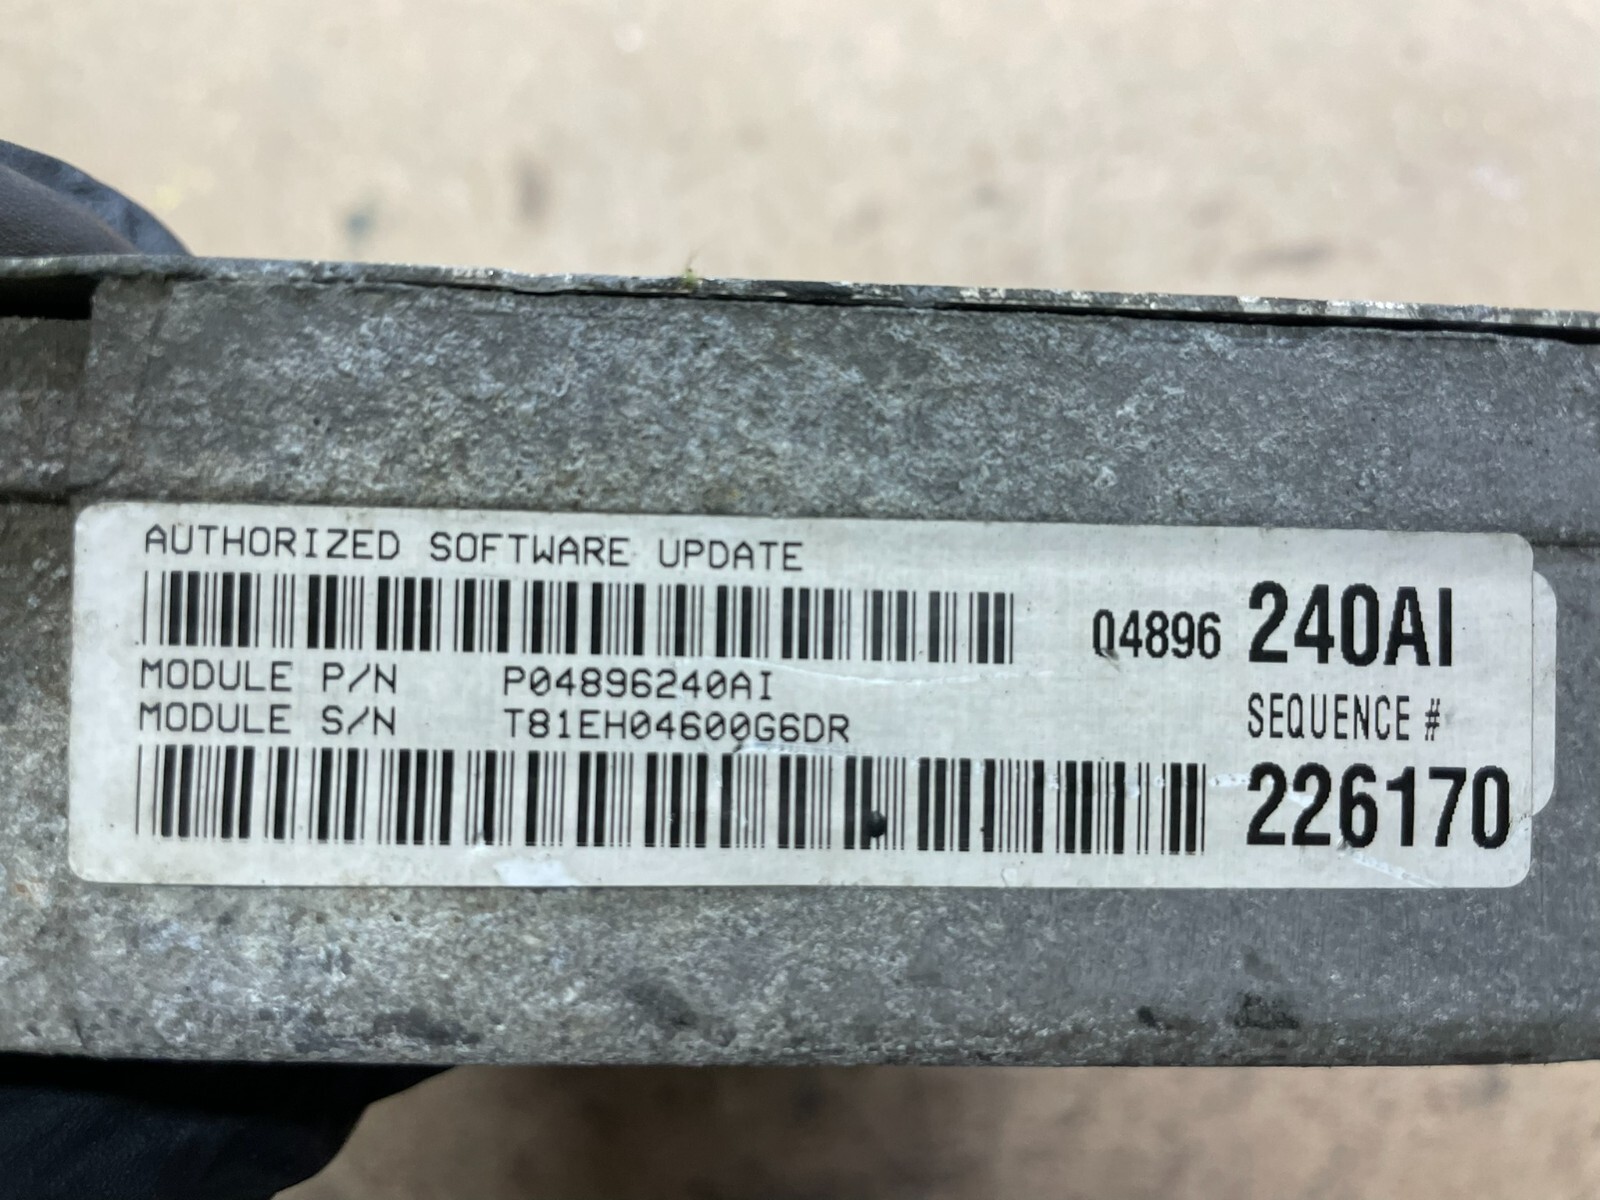 AUTHORIZED SOFTWARE UPDATE
04896 240AI
MODULE P/N P04896240AI
MODULE S/N T81EH04600G6DR
SEQUENCE #
226170